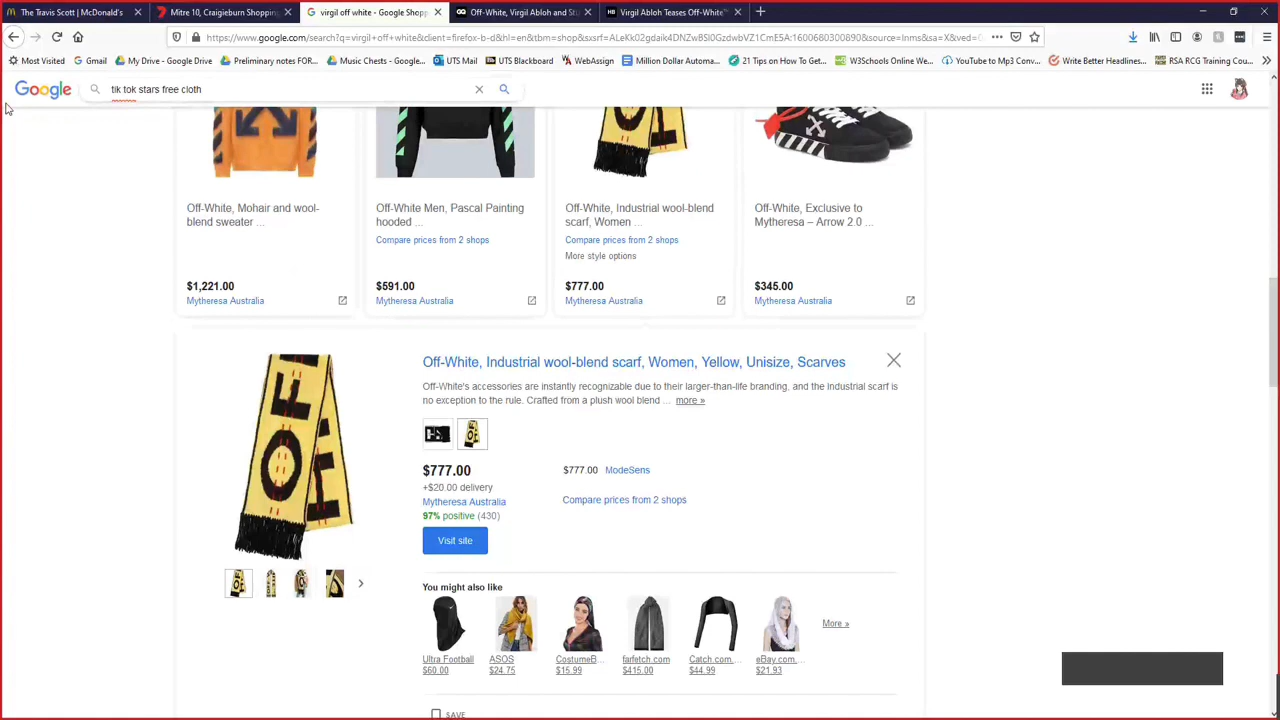 The Travis Scott | McDonald's
Mitre 10, Craigieburn Shopping
virgil off white - Google Shopp
Off-White, Virgil Abloh and Stu
Virgil Abloh Teases Off-White™
https://www.google.com/search?q=virgil+off+white&client=firefox-b-d&hl=en&tbm=shop&sxsrf=ALeKk02gdaik4DNZwBSI0GzdwbVZ1CmE5A:1600680300890&source=lnms&sa=X&ved=
Most Visited
Gmail
My Drive - Google Drive
Preliminary notes FOR...
Music Chests - Google...
UTS Mail
UTS Blackboard
WebAssign
Million Dollar Automa...
21 Tips on How To Get...
W3Schools Online We...
YouTube to Mp3 Conv...
Write Better Headlines...
RSA RCG Training Cou...
Google
tik tok stars free cloth
Off-White, Mohair and wool-
blend sweater ...
$1,221.00
Mytheresa Australia
Off-White Men, Pascal Painting
hooded ...
Compare prices from 2 shops
$591.00
Mytheresa Australia
Off-White, Industrial wool-blend
scarf, Women ...
Compare prices from 2 shops
More style options
$777.00
Mytheresa Australia
Off-White, Exclusive to
Mytheresa – Arrow 2.0 ...
$345.00
Mytheresa Australia
OFF
Off-White, Industrial wool-blend scarf, Women, Yellow, Unisize, Scarves
Off-White's accessories are instantly recognizable due to their larger-than-life branding, and the industrial scarf is
no exception to the rule. Crafted from a plush wool blend ... more »
$777.00
+$20.00 delivery
Mytheresa Australia
97% positive (430)
$777.00 ModeSens
Compare prices from 2 shops
Visit site
You might also like
Ultra Football
$60.00
ASOS
$24.75
CostumeB...
$15.99
farfetch.com
$415.00
Catch.com....
$44.99
eBay.com....
$21.93
More »
SAVE